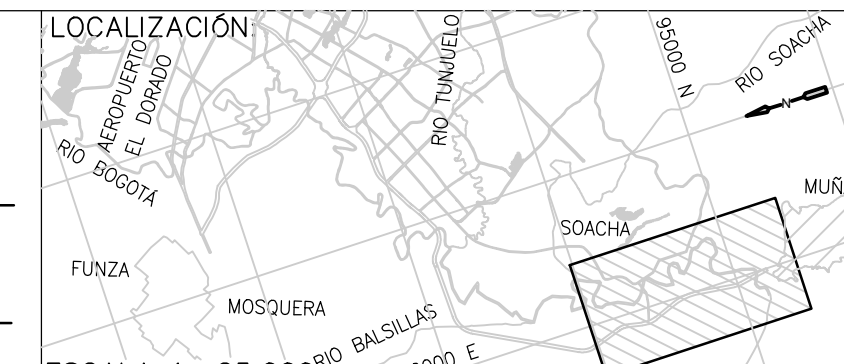 LOCALIZACIÓN:
AEROPUERTO
EL DORADO
RIO BOGOTÁ
RIO TUNJUELO
95000 N
RIO SOACHA
N
SOACHA
FUNZA
MOSQUERA
RIO BALSILLAS